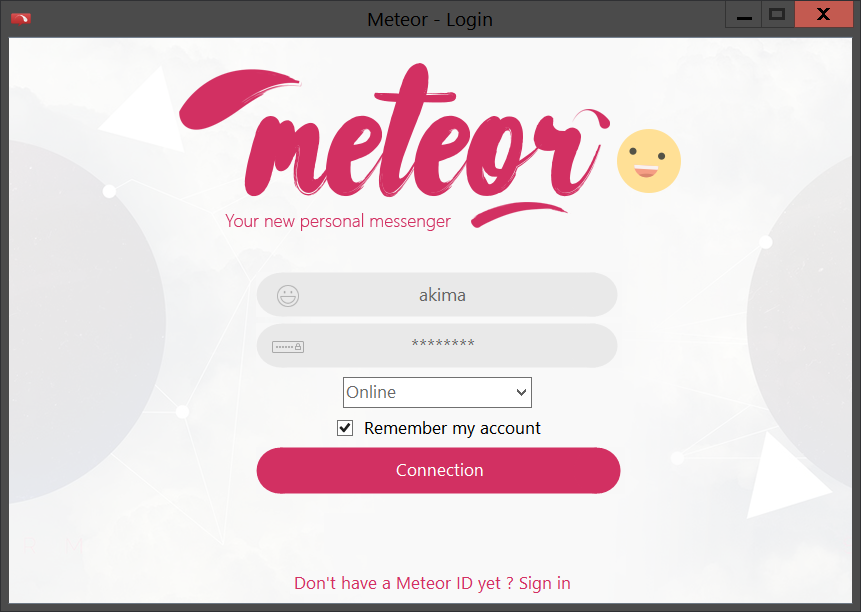 Meteor - Login
meteor
Your new personal messenger
akima
********
Online
Remember my account
Connection
Don't have a Meteor ID yet ? Sign in